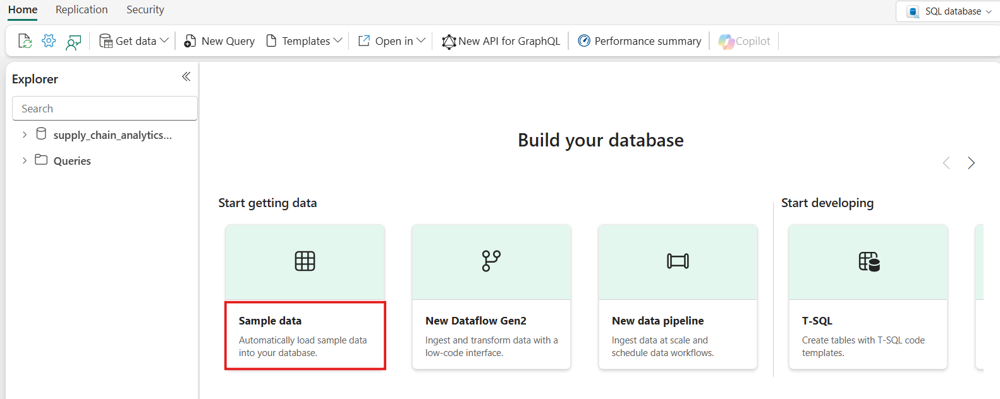 Home Replication Security
SQL database
Get data New Query Templates Open in New API for GraphQL Performance summary Copilot
Explorer
Search
supply_chain_analytics...
Queries
Build your database
Start getting data
Sample data
Automatically load sample data
into your database.
New Dataflow Gen2
Ingest and transform data with a
low-code interface.
New data pipeline
Ingest data at scale and
schedule data workflows.
Start developing
T-SQL
Create tables with T-SQL code
templates.